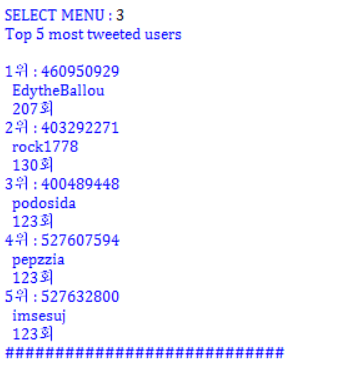 SELECT MENU : 3
Top 5 most tweeted users
1위 : 460950929
EdytheBallou
207회
2위 : 403292271
rock1778
130회
3위 : 400489448
podosida
123회
4위 : 527607594
pepzzia
123회
5위 : 527632800
imsesuj
123회
############################